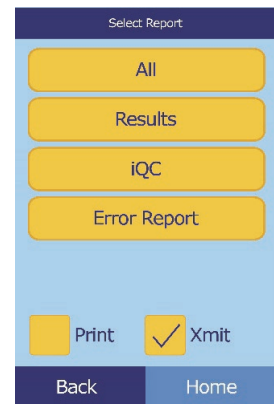 Select Report
All
Results
iQC
Error Report
Print Xmit
Back Home